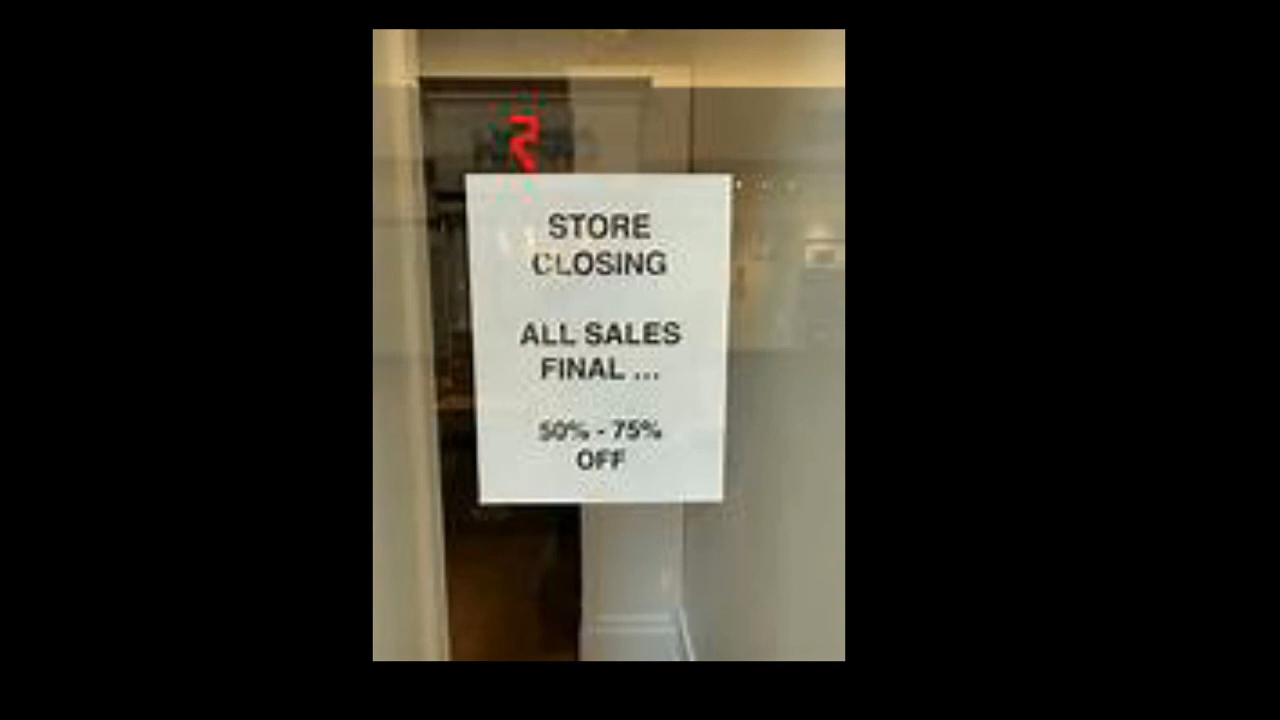 STORE
CLOSING
ALL SALES
FINAL ...
50% - 75%
OFF